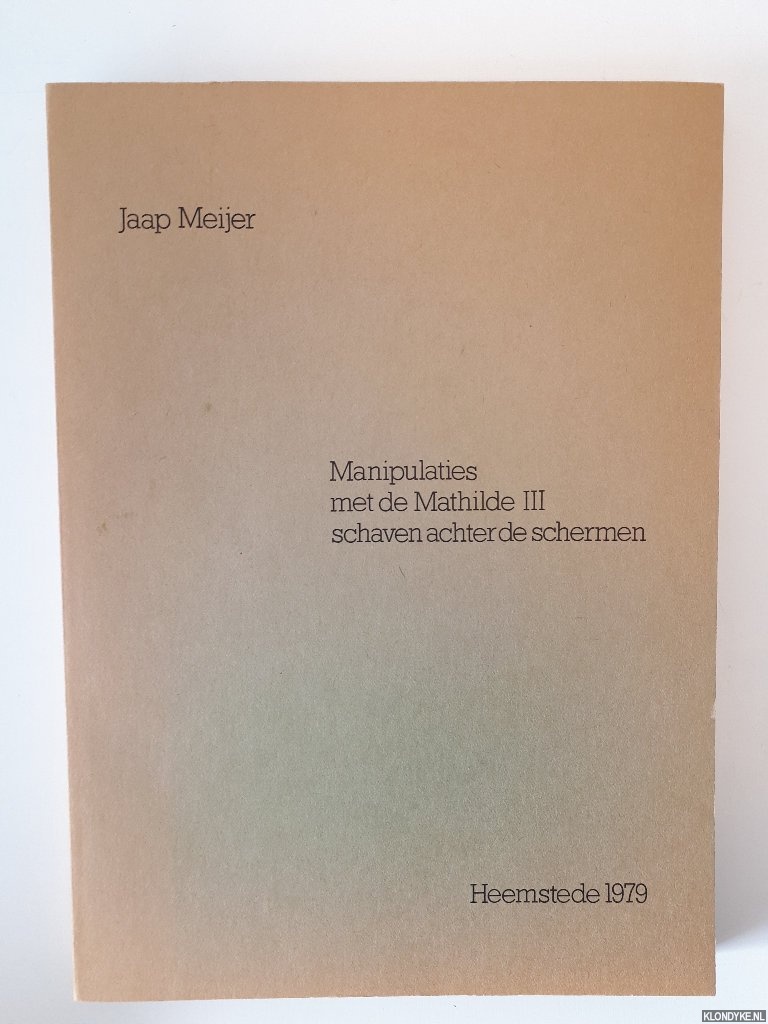 Jaap Meijer
Manipulaties
met de Mathilde III
schaven achter de schermen
Heemstede 1979
KLONDYKE.NL